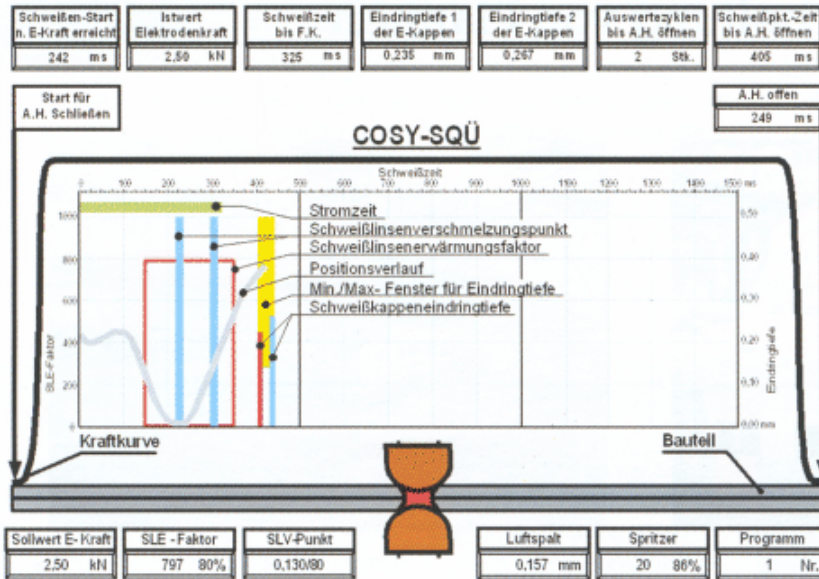 Schweißen-Start
n. E-Kraft erreicht
242 ms
Istwert
Elektrodenkraft
2,50 kN
Schweißzeit
bis F.K.
325 ms
Eindringtiefe 1
der E-Kappen
0,235 mm
Eindringtiefe 2
der E-Kappen
0,267 mm
Auswertezyklen
bis A.H. öffnen
2 Stk.
Schweißpkt.-Zeit
bis A.H. öffnen
405 ms
Start für
A.H. Schließen
A.H. offen
249 ms
COSY-SQÜ
Schweißzeit
0 100 200 300 400 500 600 700 800 900 1000 1100 1200 1300 1400 1500 ms
Stromzeit
Schweißlinsenverschmelzungspunkt
Schweißlinsenerwärmungsfaktor
Positionsverlauf
Min./Max- Fenster für Eindringtiefe
Schweißkappeneindringtiefe
SLE-Faktor
1000
800
600
400
200
0
0,50
0,40
0,30
0,20
0,10
0,00 mm
Eindringtiefe
Kraftkurve
Bauteil
Sollwert E- Kraft
2,50 kN
SLE - Faktor
797 80%
SLV-Punkt
0,130/80
Luftspalt
0,157 mm
Spritzer
20 86%
Programm
1 Nr.